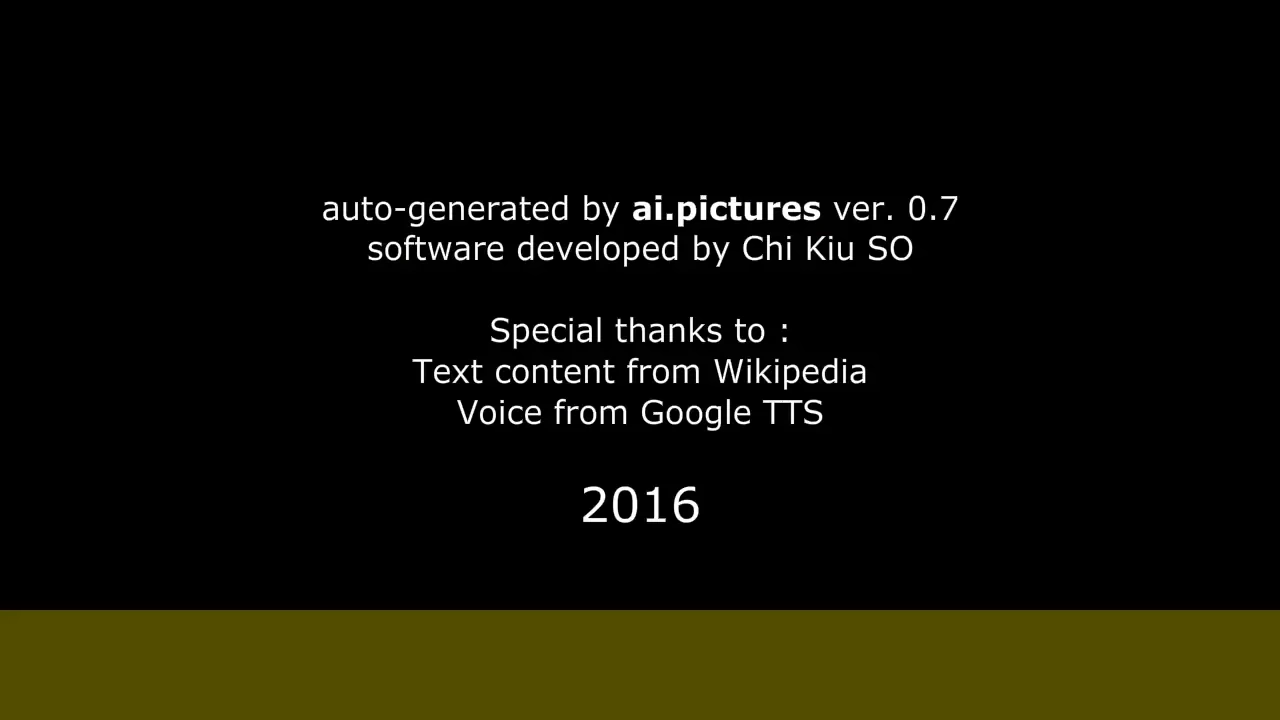 auto-generated by ai.pictures ver. 0.7
software developed by Chi Kiu SO
Special thanks to :
Text content from Wikipedia
Voice from Google TTS
2016